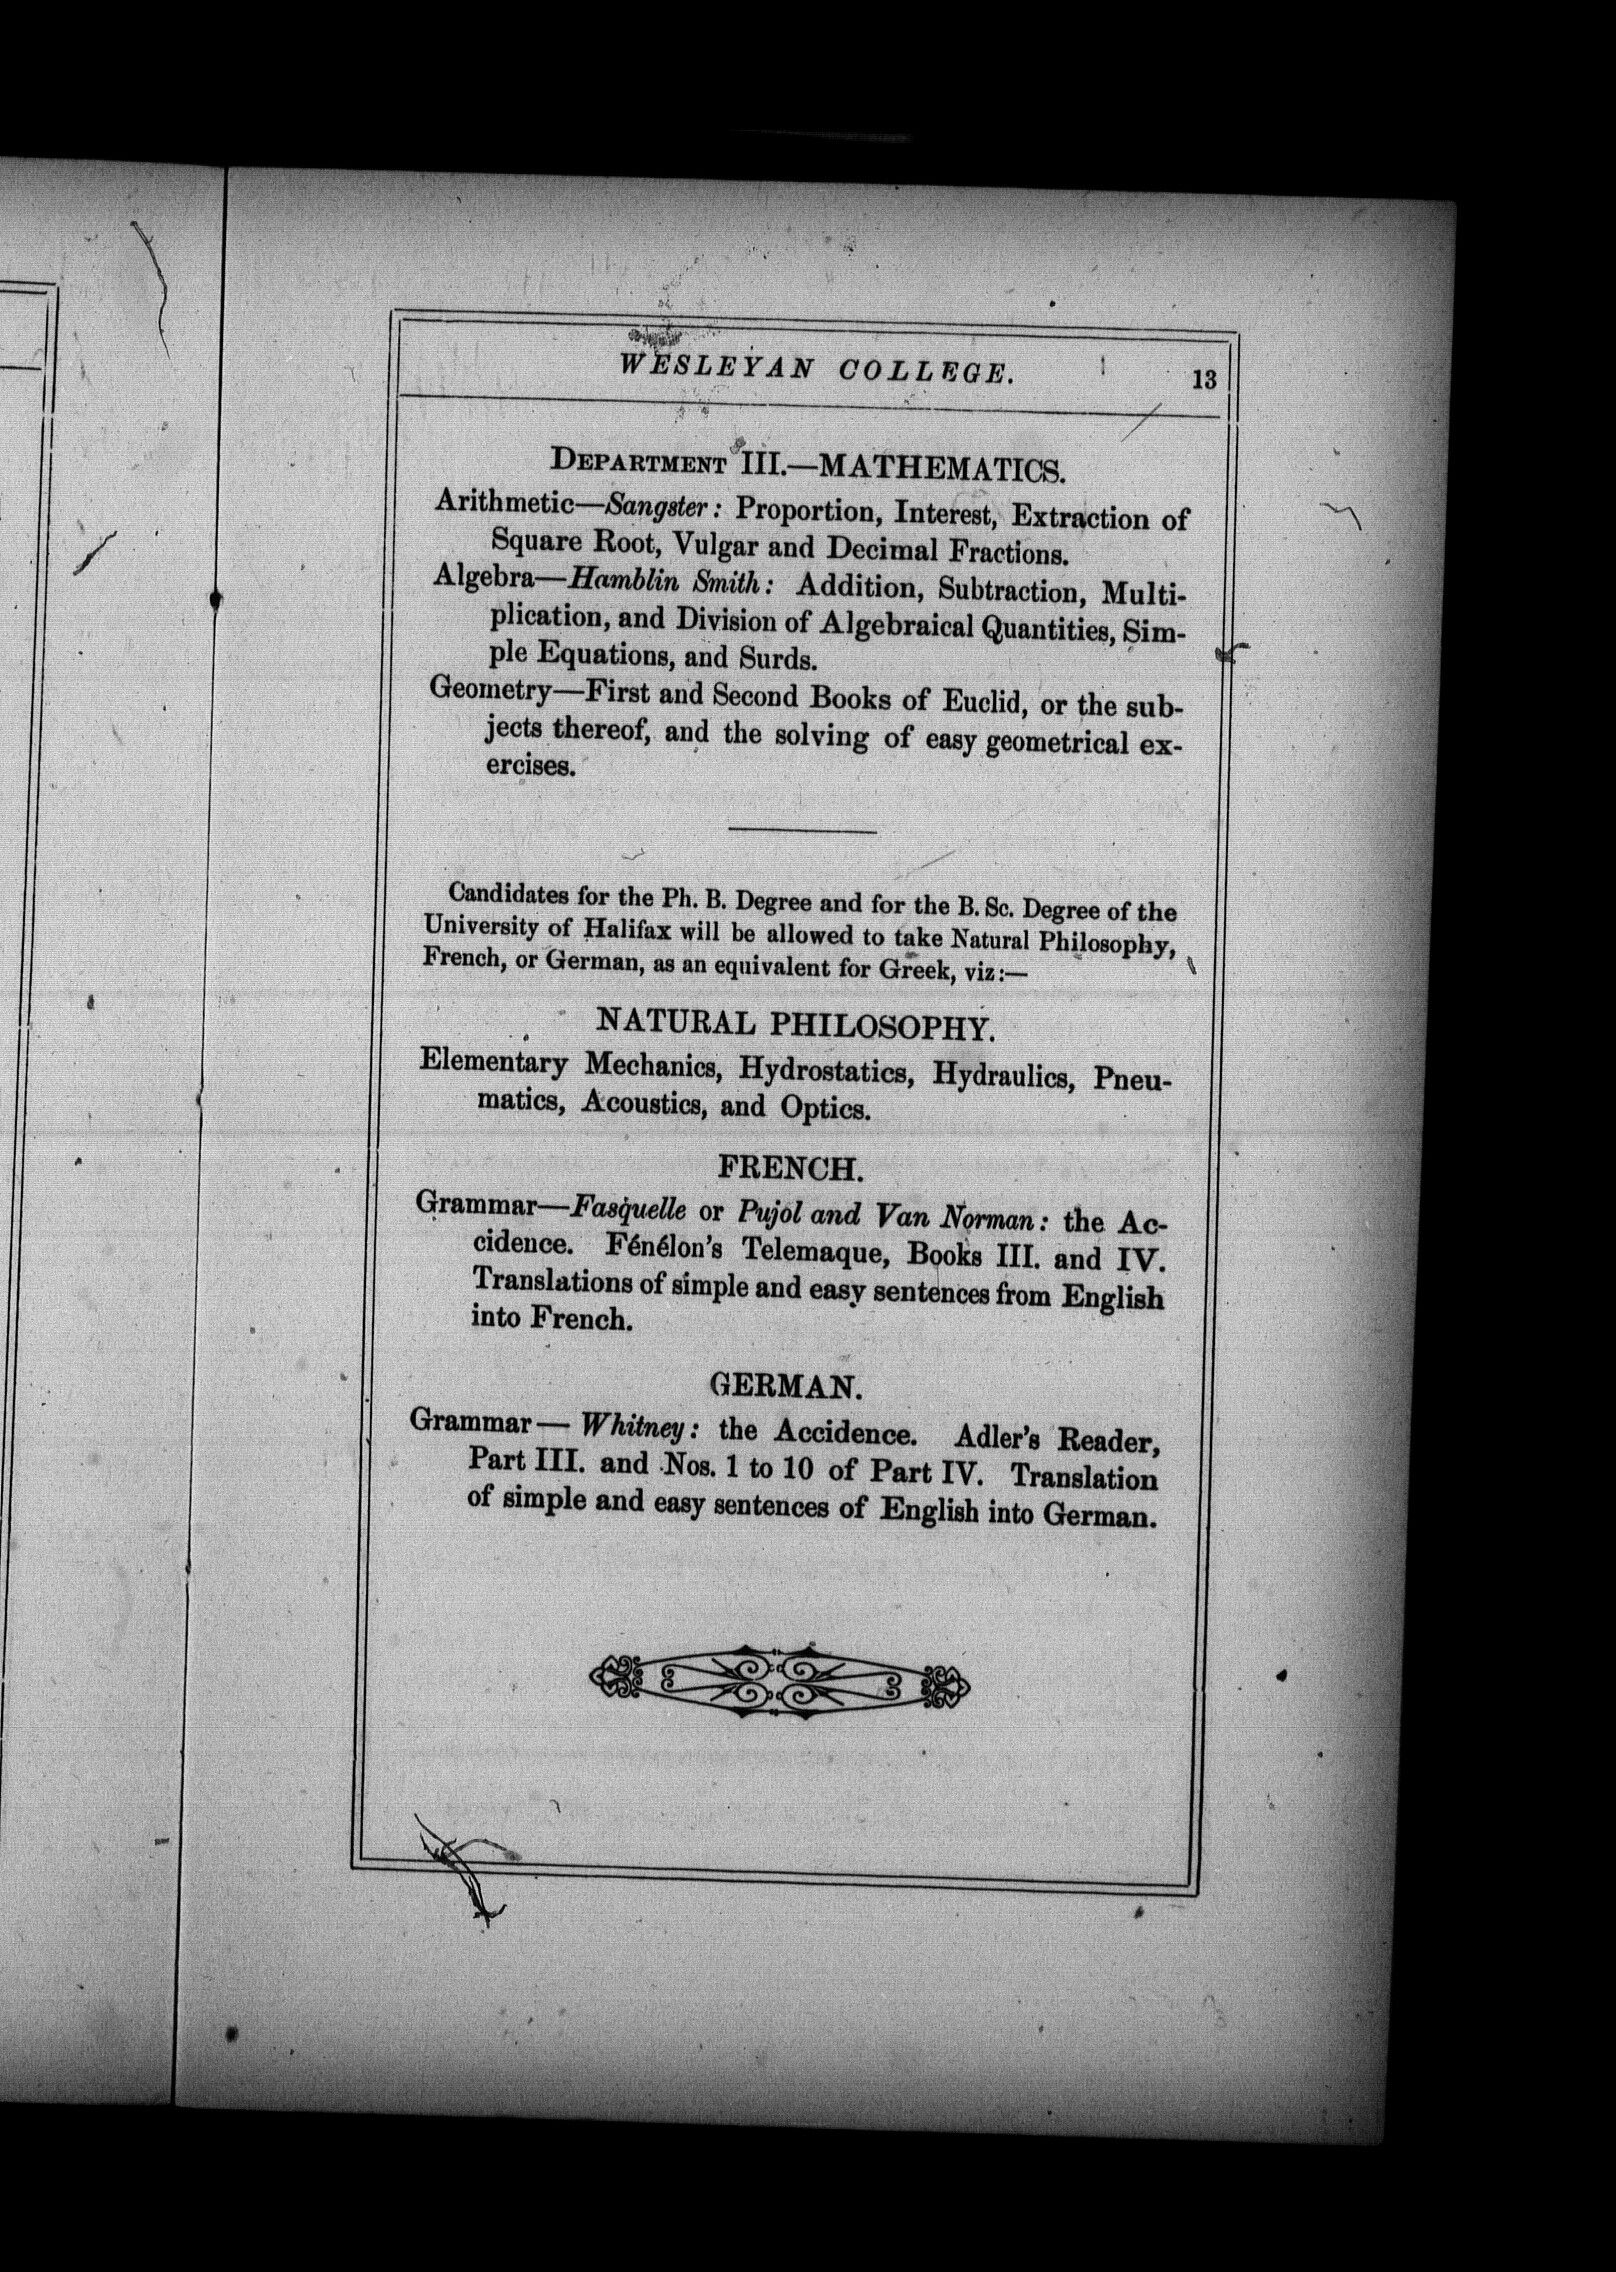 WESLEYAN COLLEGE. 13
DEPARTMENT III.—MATHEMATICS.
Arithmetic—Sangster: Proportion, Interest, Extraction of
Square Root, Vulgar and Decimal Fractions.
Algebra—Hamblin Smith: Addition, Subtraction, Multi-
plication, and Division of Algebraical Quantities, Sim-
ple Equations, and Surds.
Geometry—First and Second Books of Euclid, or the sub-
jects thereof, and the solving of easy geometrical ex-
ercises.
Candidates for the Ph. B. Degree and for the B. Sc. Degree of the
University of Halifax will be allowed to take Natural Philosophy,
French, or German, as an equivalent for Greek, viz:—
NATURAL PHILOSOPHY.
Elementary Mechanics, Hydrostatics, Hydraulics, Pneu-
matics, Acoustics, and Optics.
FRENCH.
Grammar—Fasquelle or Pujol and Van Norman: the Ac-
cidence. Fénélon's Telemaque, Books III. and IV.
Translations of simple and easy sentences from English
into French.
GERMAN.
Grammar— Whitney: the Accidence. Adler's Reader,
Part III. and Nos. 1 to 10 of Part IV. Translation
of simple and easy sentences of English into German.